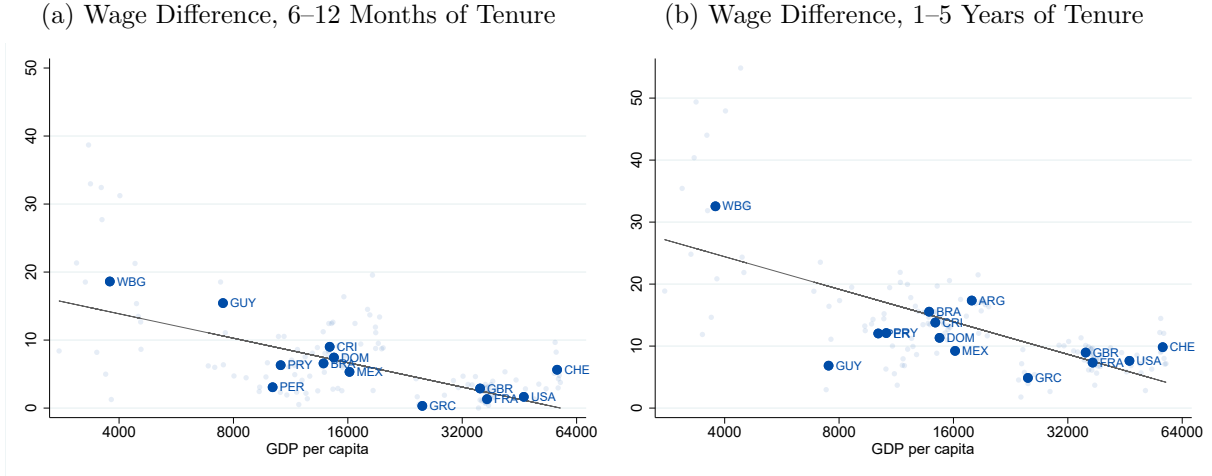 (a) Wage Difference, 6–12 Months of Tenure
50
40
30
20
10
0
WBG
GUY
CRI
DOM
BRA
PRY
MEX
PER
GBR
FRA
USA
GRC
CHE
4000 8000 16000 32000 64000
GDP per capita
(b) Wage Difference, 1–5 Years of Tenure
50
40
30
20
10
0
WBG
ARG
BRA
CRI
PER
PRY
DOM
MEX
GUY
GRC
GBR
FRA
USA
CHE
4000 8000 16000 32000 64000
GDP per capita